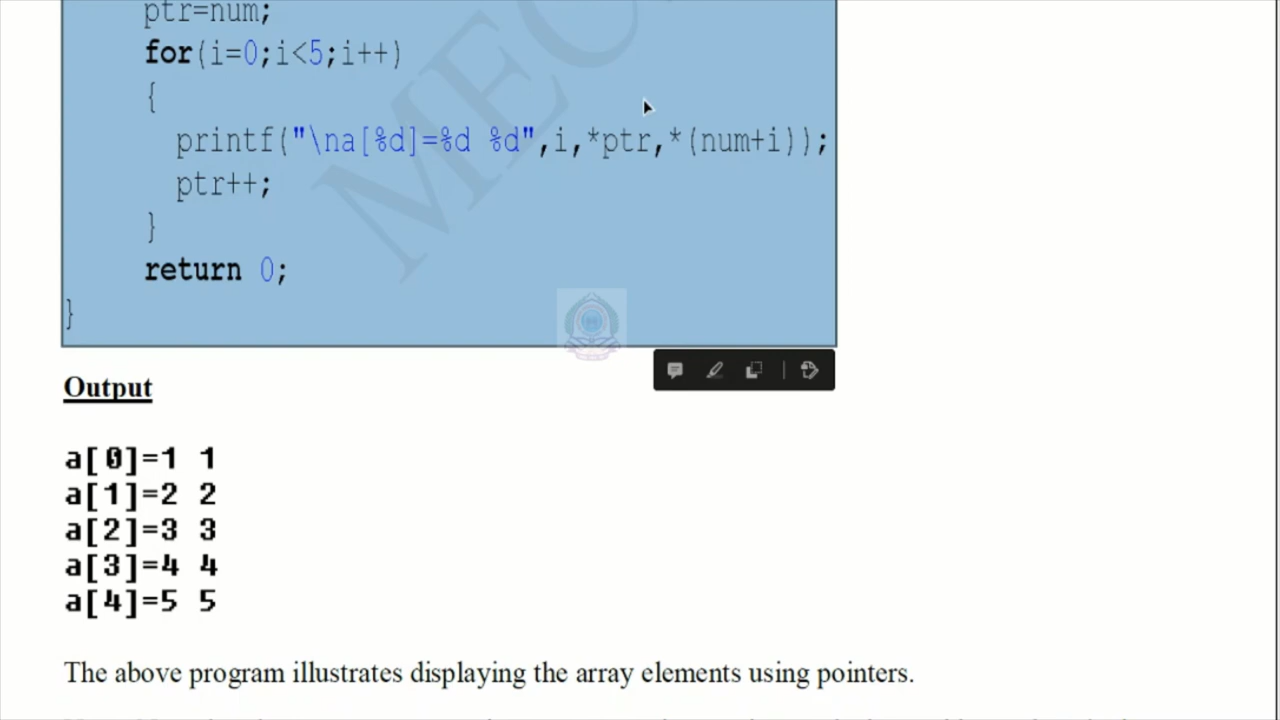 ptr=num;
for(i=0;i<5;i++)
{
printf("\na[%d]=%d %d",i,*ptr,*(num+i));
ptr++;
}
return 0;
}
MEC
Output
a[0]=1 1
a[1]=2 2
a[2]=3 3
a[3]=4 4
a[4]=5 5
The above program illustrates displaying the array elements using pointers.